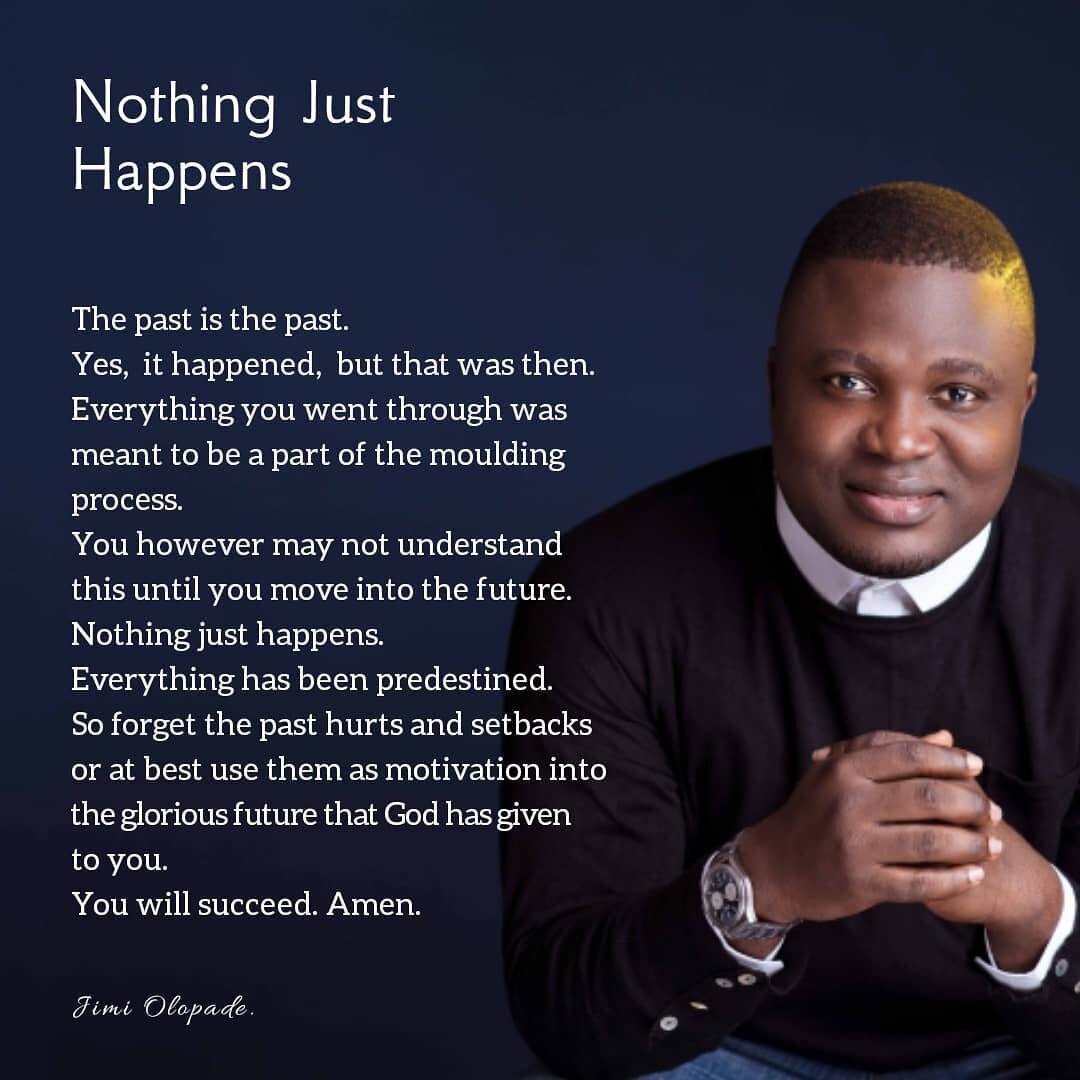 Nothing Just
Happens
The past is the past.
Yes, it happened, but that was then.
Everything you went through was
meant to be a part of the moulding
process.
You however may not understand
this until you move into the future.
Nothing just happens.
Everything has been predestined.
So forget the past hurts and setbacks
or at best use them as motivation into
the glorious future that God has given
to you.
You will succeed. Amen.
Jimi Olopade.